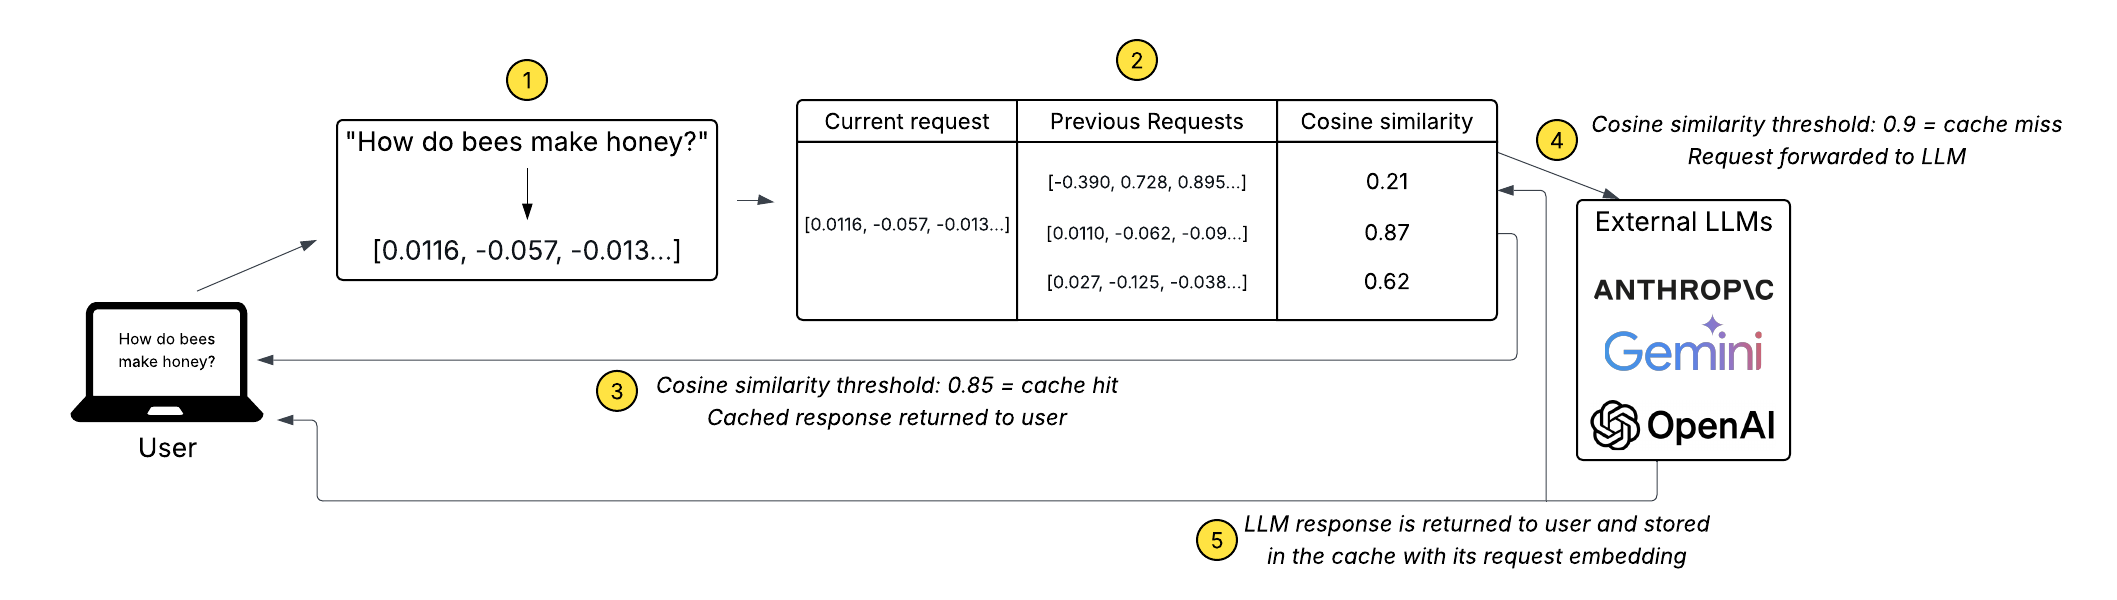 1
"How do bees make honey?"
[0.0116, -0.057, -0.013...]
How do bees
make honey?
User
2
Current request
Previous Requests
Cosine similarity
[0.0116, -0.057, -0.013...]
[-0.390, 0.728, 0.895...]
0.21
[0.0110, -0.062, -0.09...]
0.87
[0.027, -0.125, -0.038...]
0.62
3
Cosine similarity threshold: 0.85 = cache hit
Cached response returned to user
4
Cosine similarity threshold: 0.9 = cache miss
Request forwarded to LLM
External LLMs
ANTHROP\C
Gemini
OpenAI
5
LLM response is returned to user and stored
in the cache with its request embedding